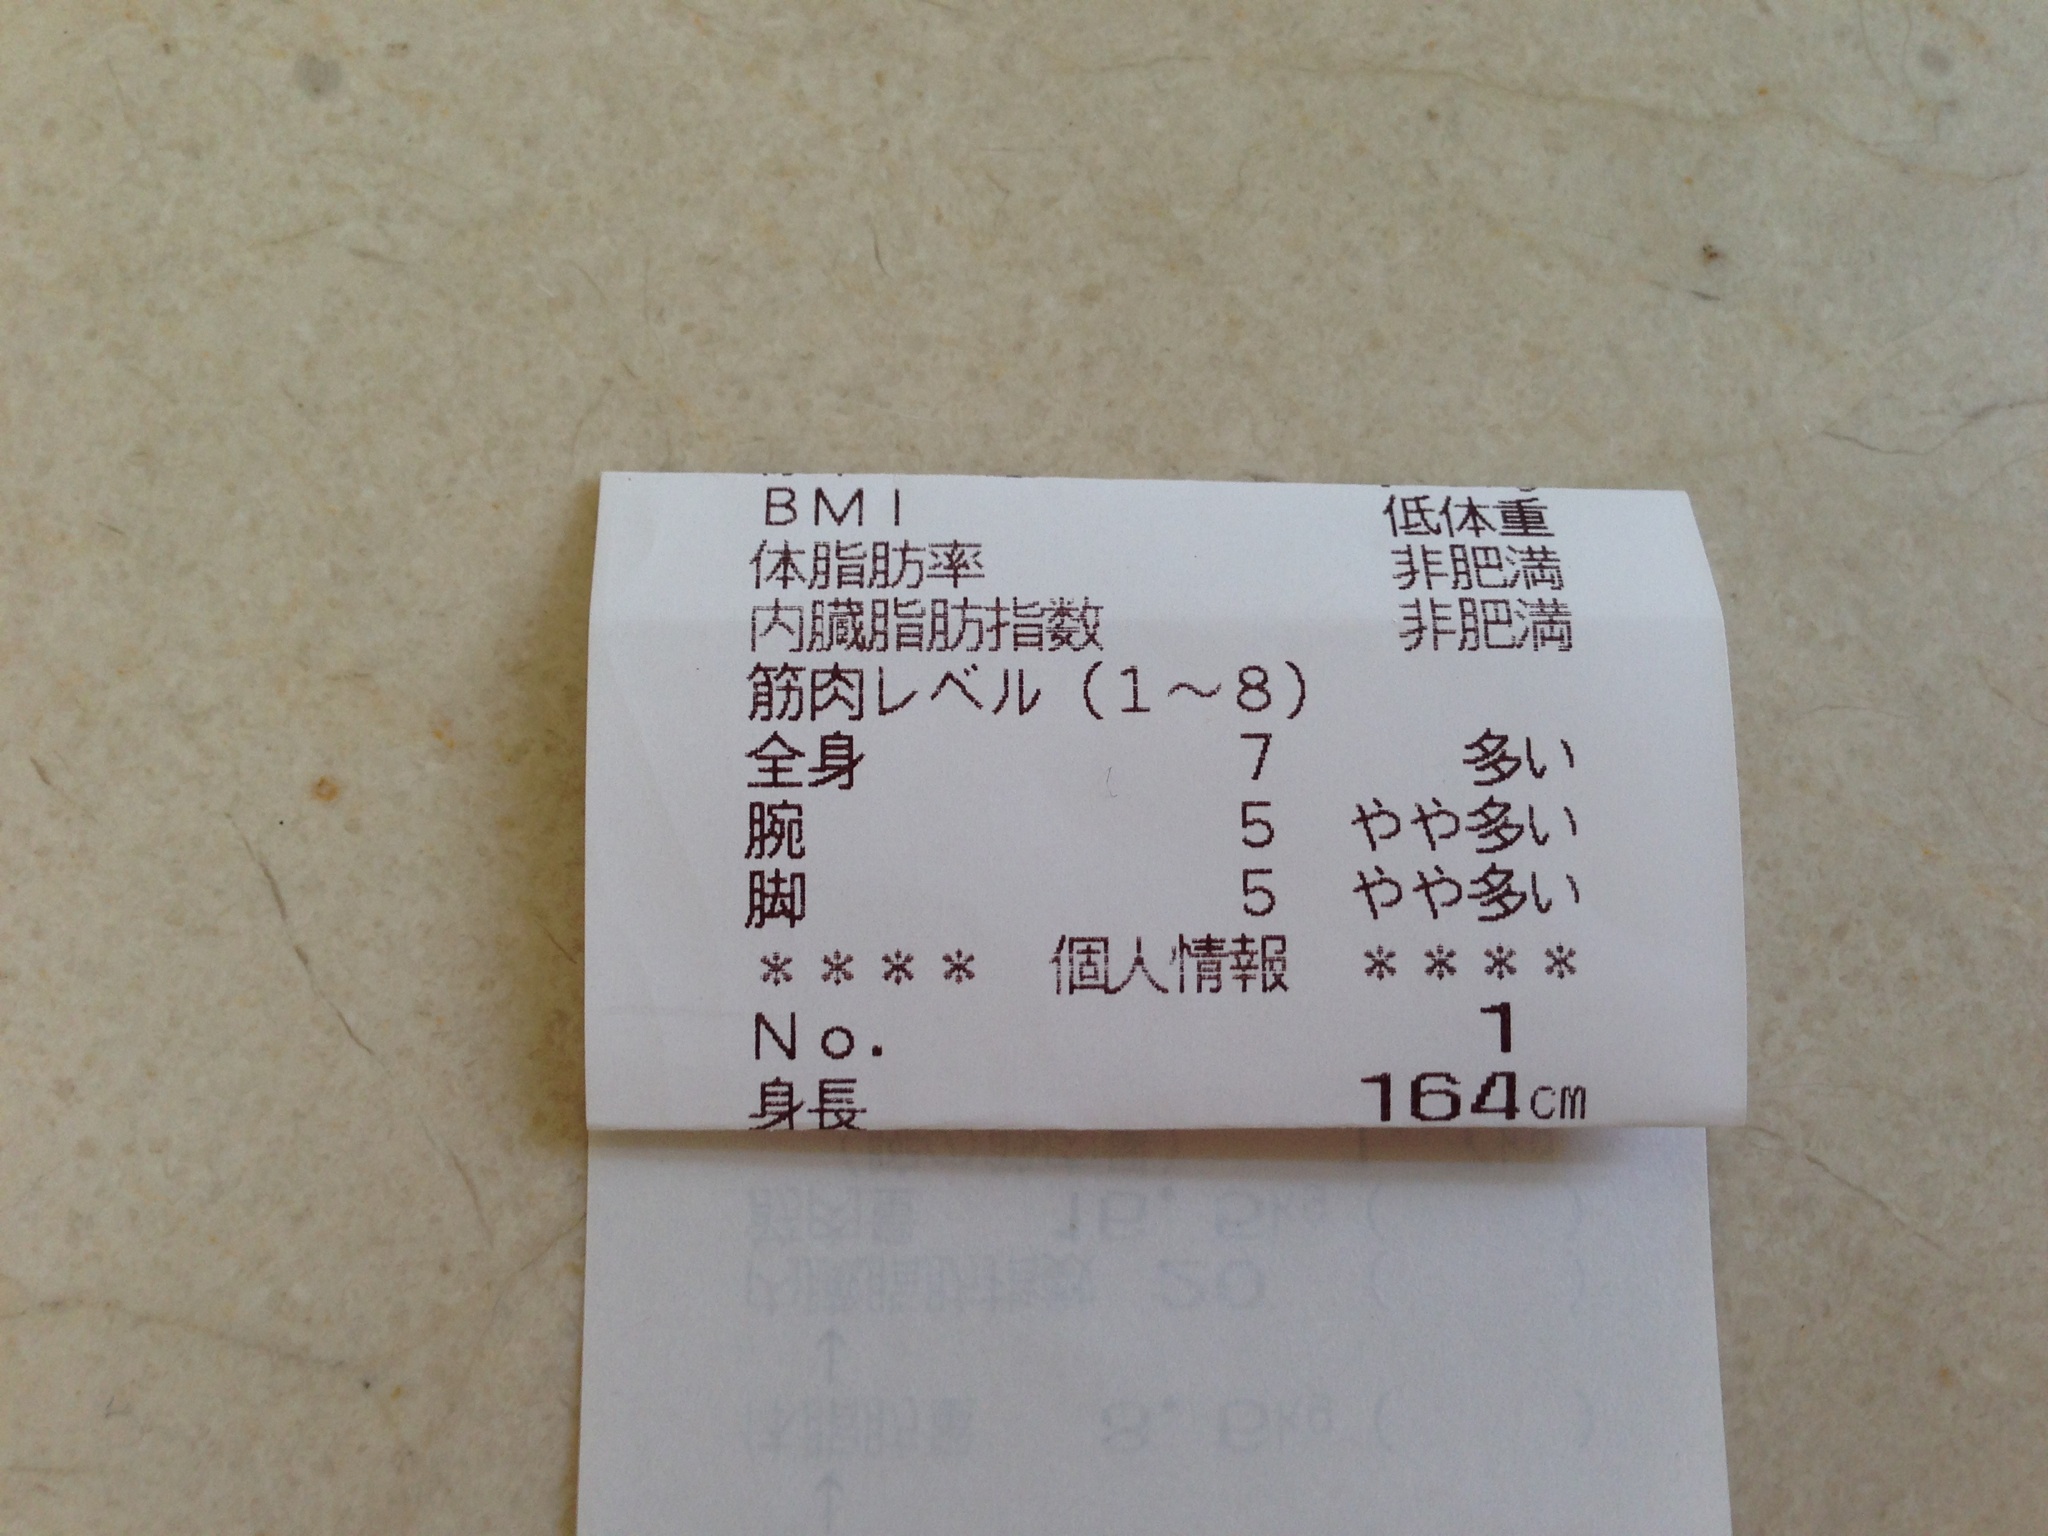 BMI 低体重
体脂肪率 非肥満
内臓脂肪指数 非肥満
筋肉レベル(1〜8)
全身 7 多い
腕 5 やや多い
脚 5 やや多い
＊＊＊＊ 個人情報 ＊＊＊＊
No. 1
身長 164cm